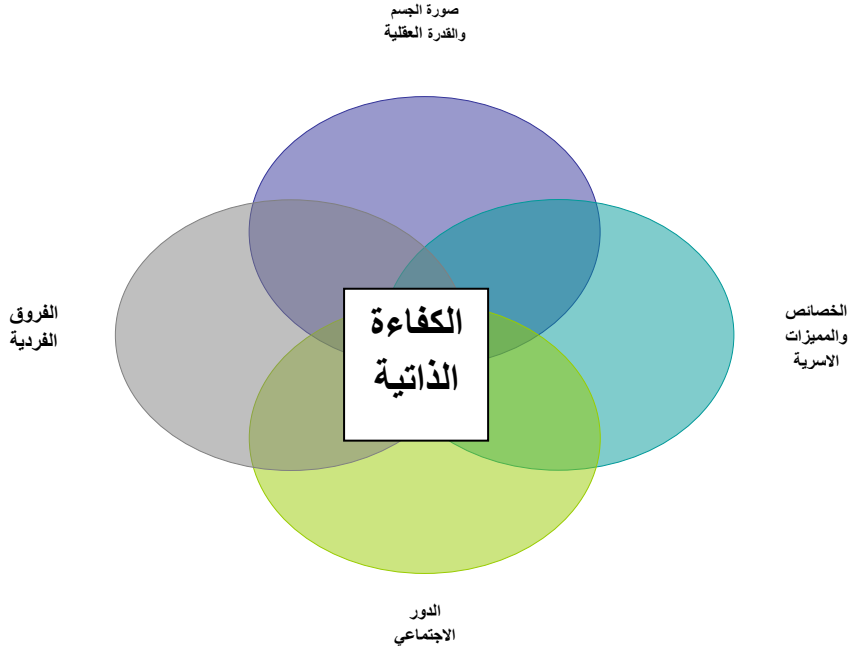 صورة الجسم
والقدرة العقلية
الخصائص
والمميزات
الاسرية
الكفاءة
الذاتية
الفروق
الفردية
الدور
الاجتماعي